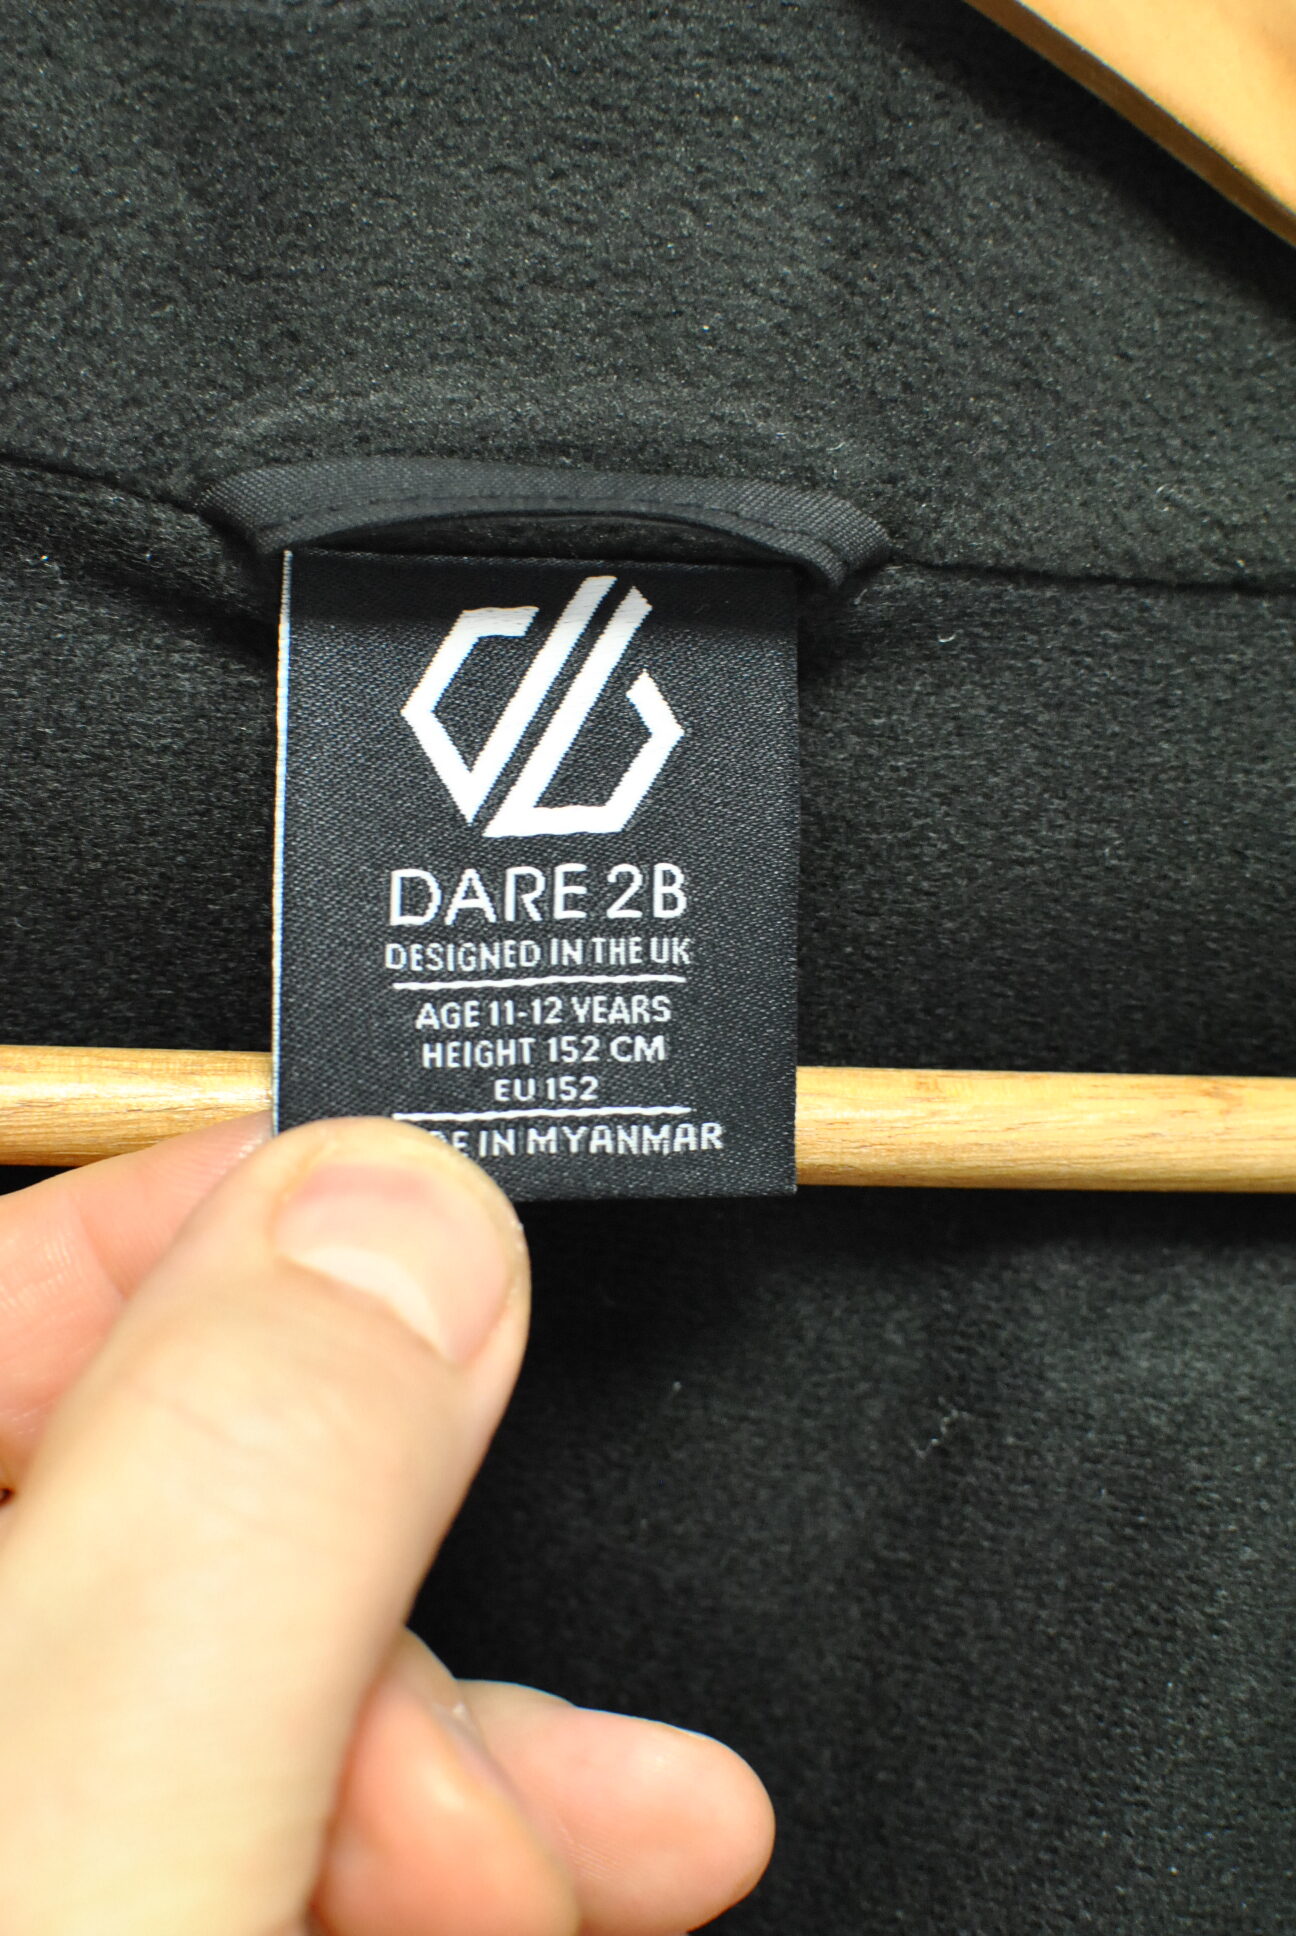 DARE 2B
DESIGNED IN THE UK
AGE 11-12 YEARS
HEIGHT 152 CM
EU 152
IN MYANMAR